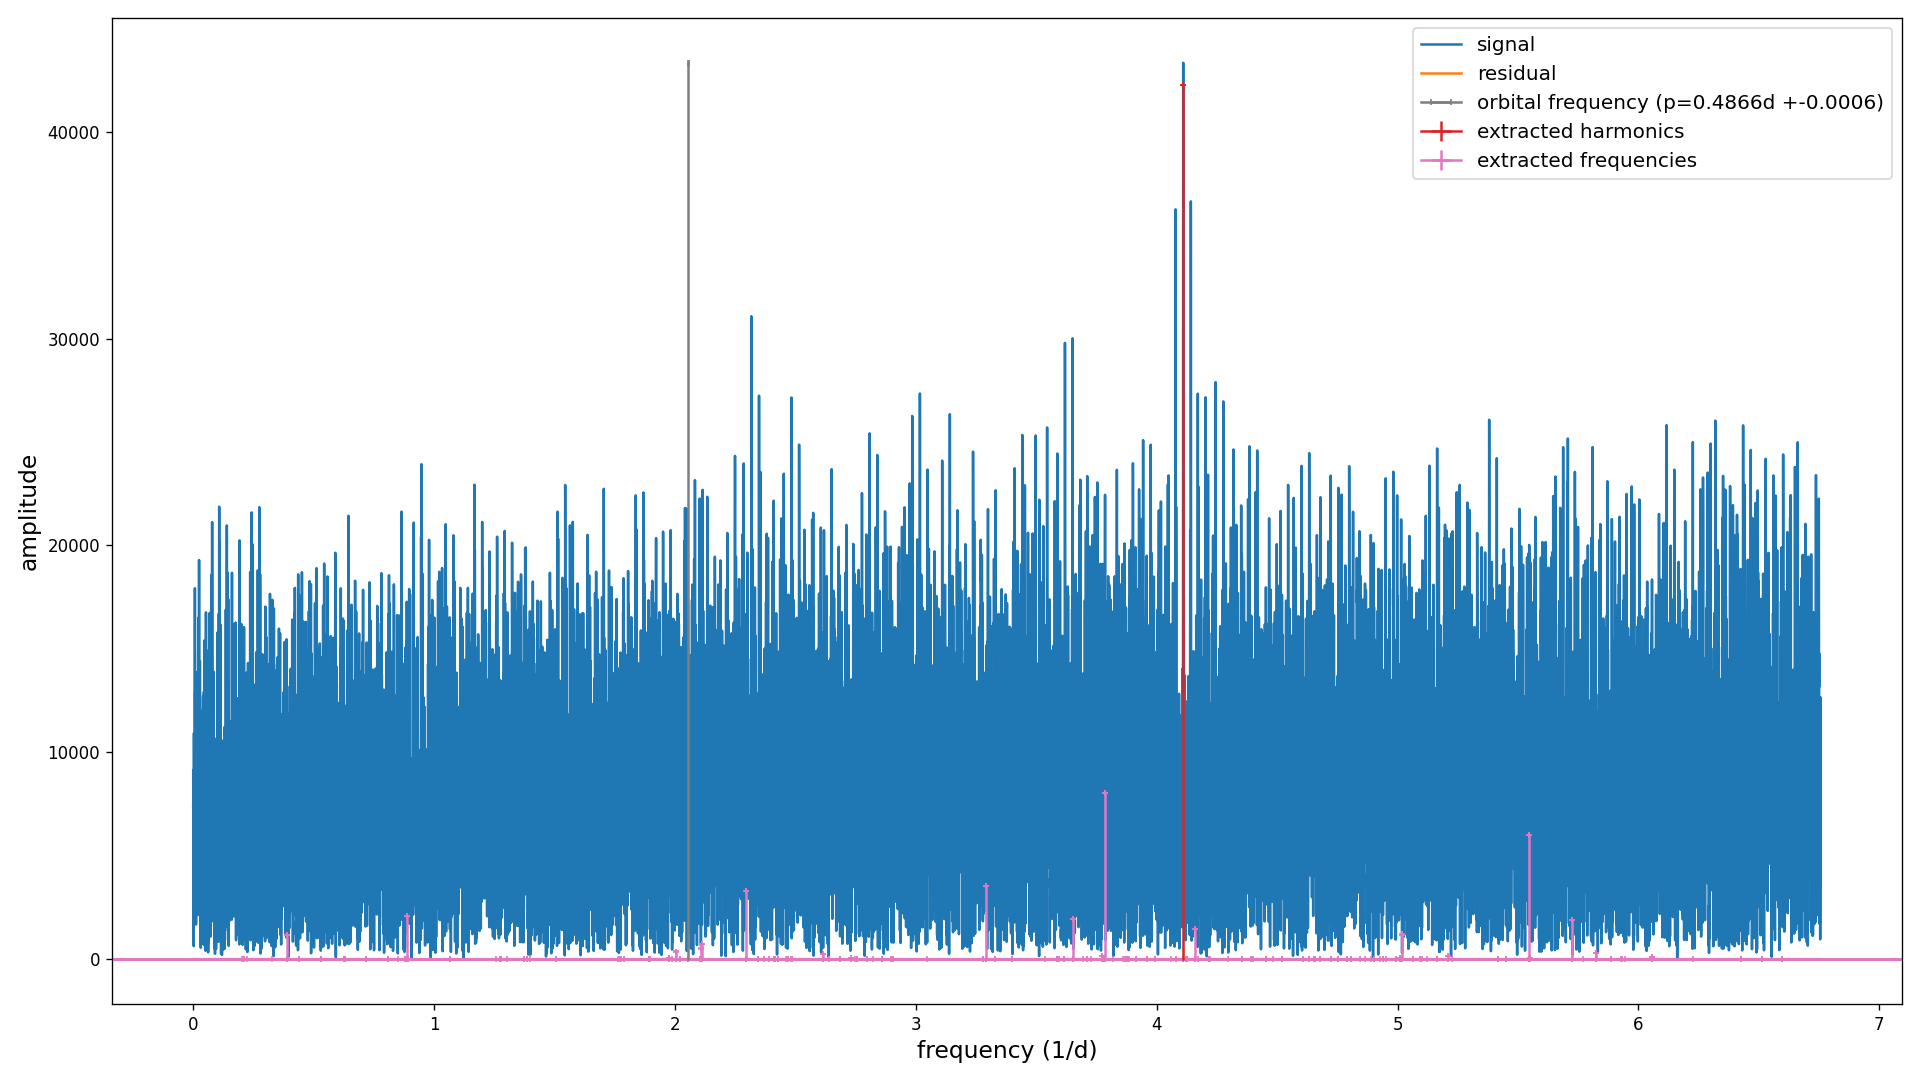 signal
residual
orbital frequency (p=0.4866d +-0.0006)
extracted harmonics
extracted frequencies
amplitude
40000
30000
20000
10000
0
0 1 2 3 4 5 6 7
frequency (1/d)